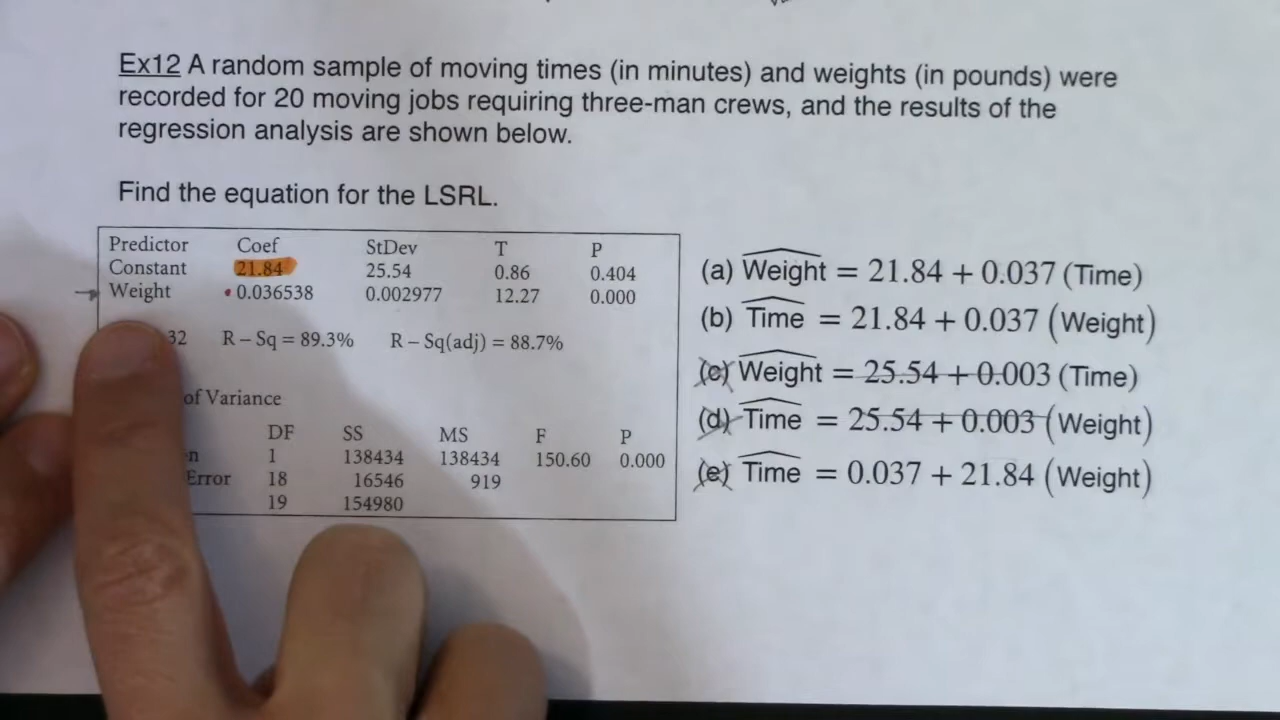 Ex12 A random sample of moving times (in minutes) and weights (in pounds) were
recorded for 20 moving jobs requiring three-man crews, and the results of the
regression analysis are shown below.
Find the equation for the LSRL.
Predictor Coef StDev T P
Constant 21.84 25.54 0.86 0.404
Weight 0.036538 0.002977 12.27 0.000
32 R – Sq = 89.3% R – Sq(adj) = 88.7%
of Variance
DF SS MS F P
n 1 138434 138434 150.60 0.000
Error 18 16546 919
19 154980
(a) Weight = 21.84 + 0.037 (Time)
(b) Time = 21.84 + 0.037 (Weight)
(c) Weight = 25.54 + 0.003 (Time)
(d) Time = 25.54 + 0.003 (Weight)
(e) Time = 0.037 + 21.84 (Weight)